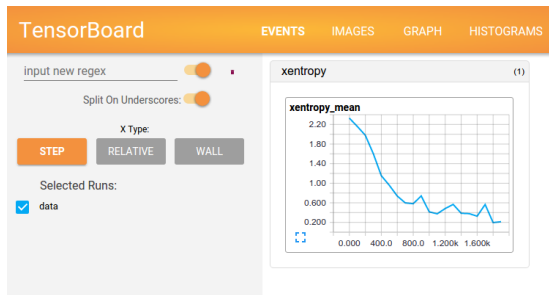 TensorBoard
EVENTS IMAGES GRAPH HISTOGRAMS
input new regex
Split On Underscores:
X Type:
STEP RELATIVE WALL
Selected Runs:
data
xentropy (1)
xentropy_mean
2.20
1.80
1.40
1.00
0.600
0.200
0.000 400.0 800.0 1.200k 1.600k